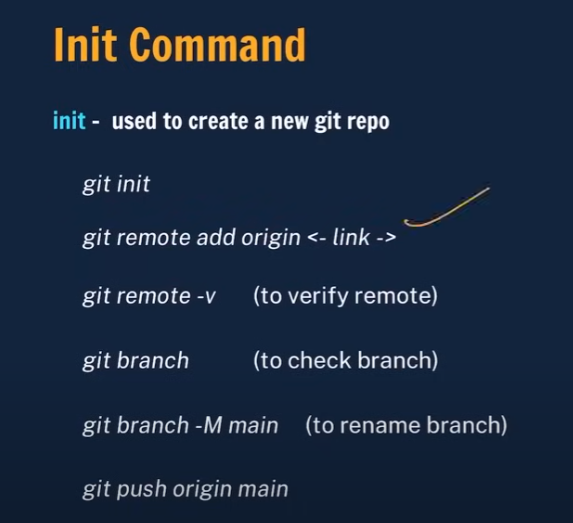 Init Command
init - used to create a new git repo
git init
git remote add origin <- link ->
git remote -v (to verify remote)
git branch (to check branch)
git branch -M main (to rename branch)
git push origin main